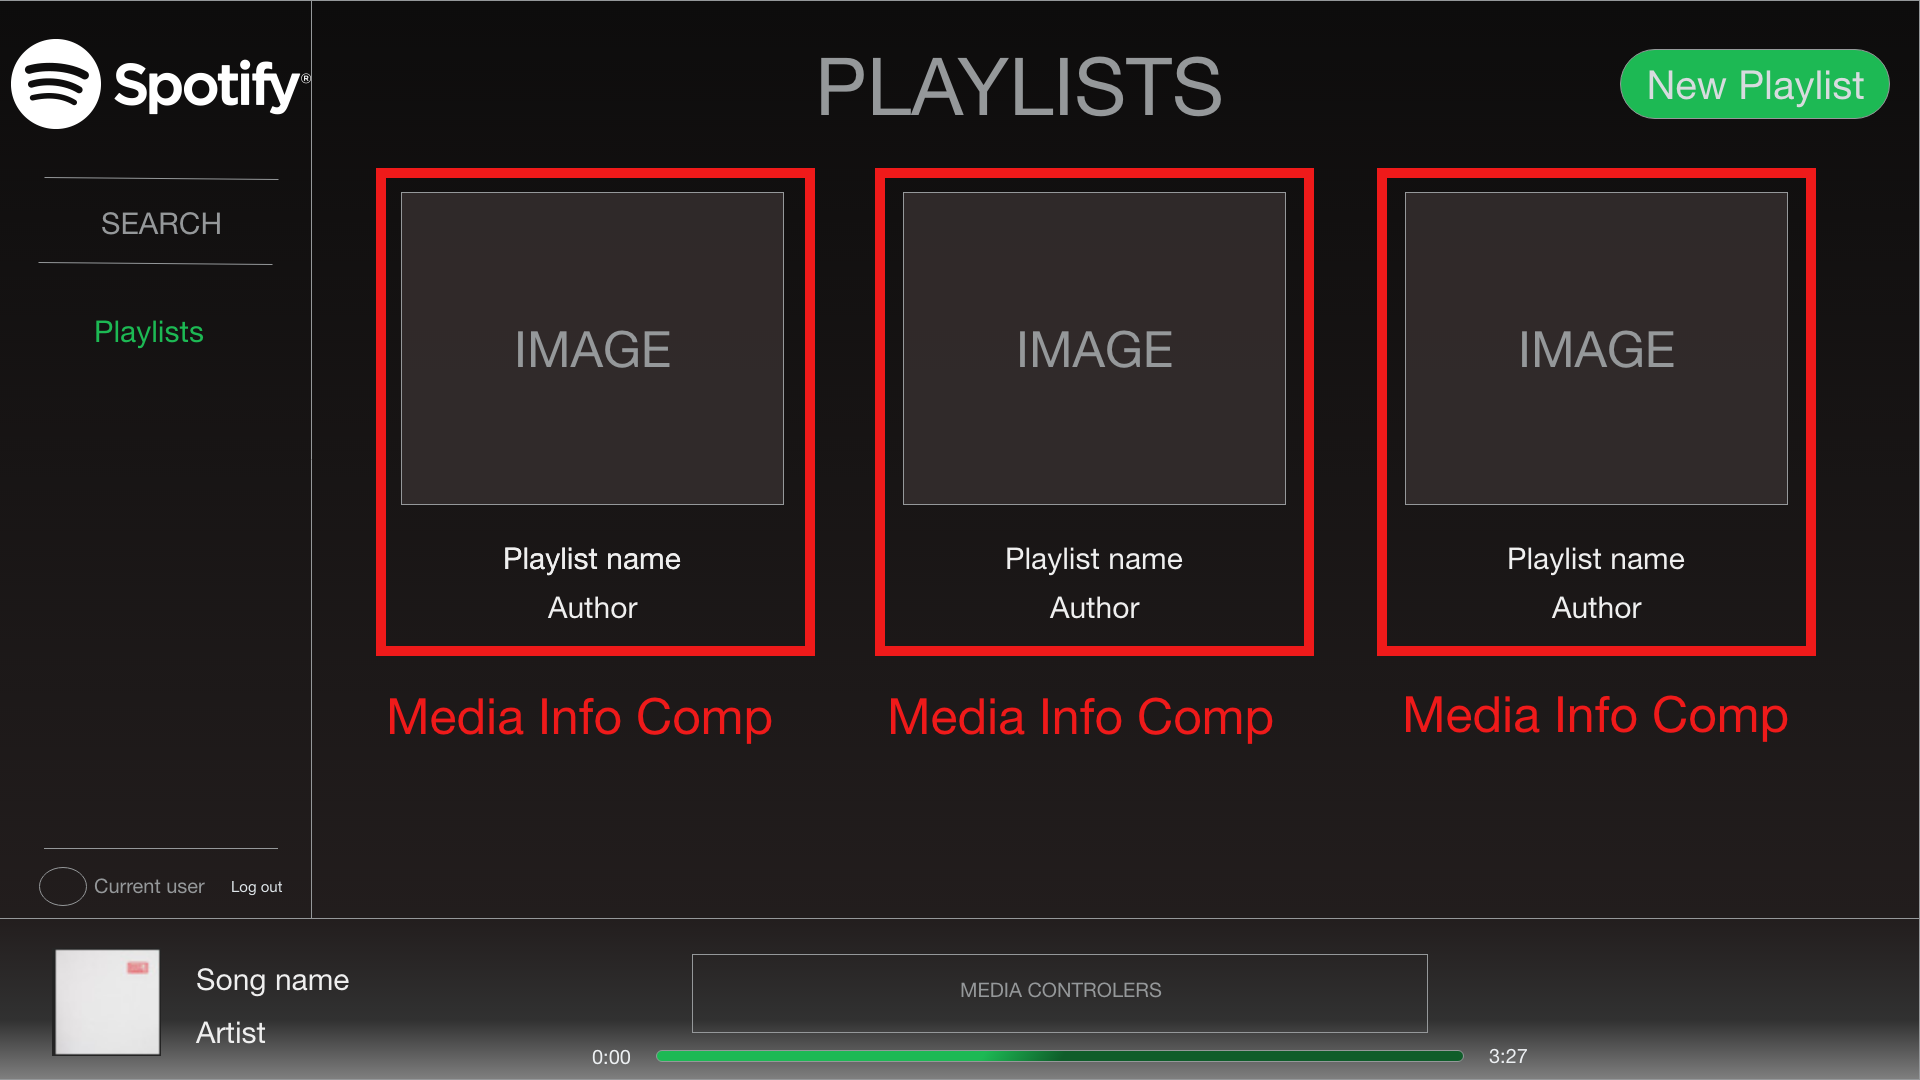 Spotify®
PLAYLISTS
New Playlist
SEARCH
Playlists
IMAGE
IMAGE
IMAGE
Playlist name
Author
Playlist name
Author
Playlist name
Author
Media Info Comp
Media Info Comp
Media Info Comp
Current user
Log out
Song name
Artist
MEDIA CONTROLERS
0:00
3:27